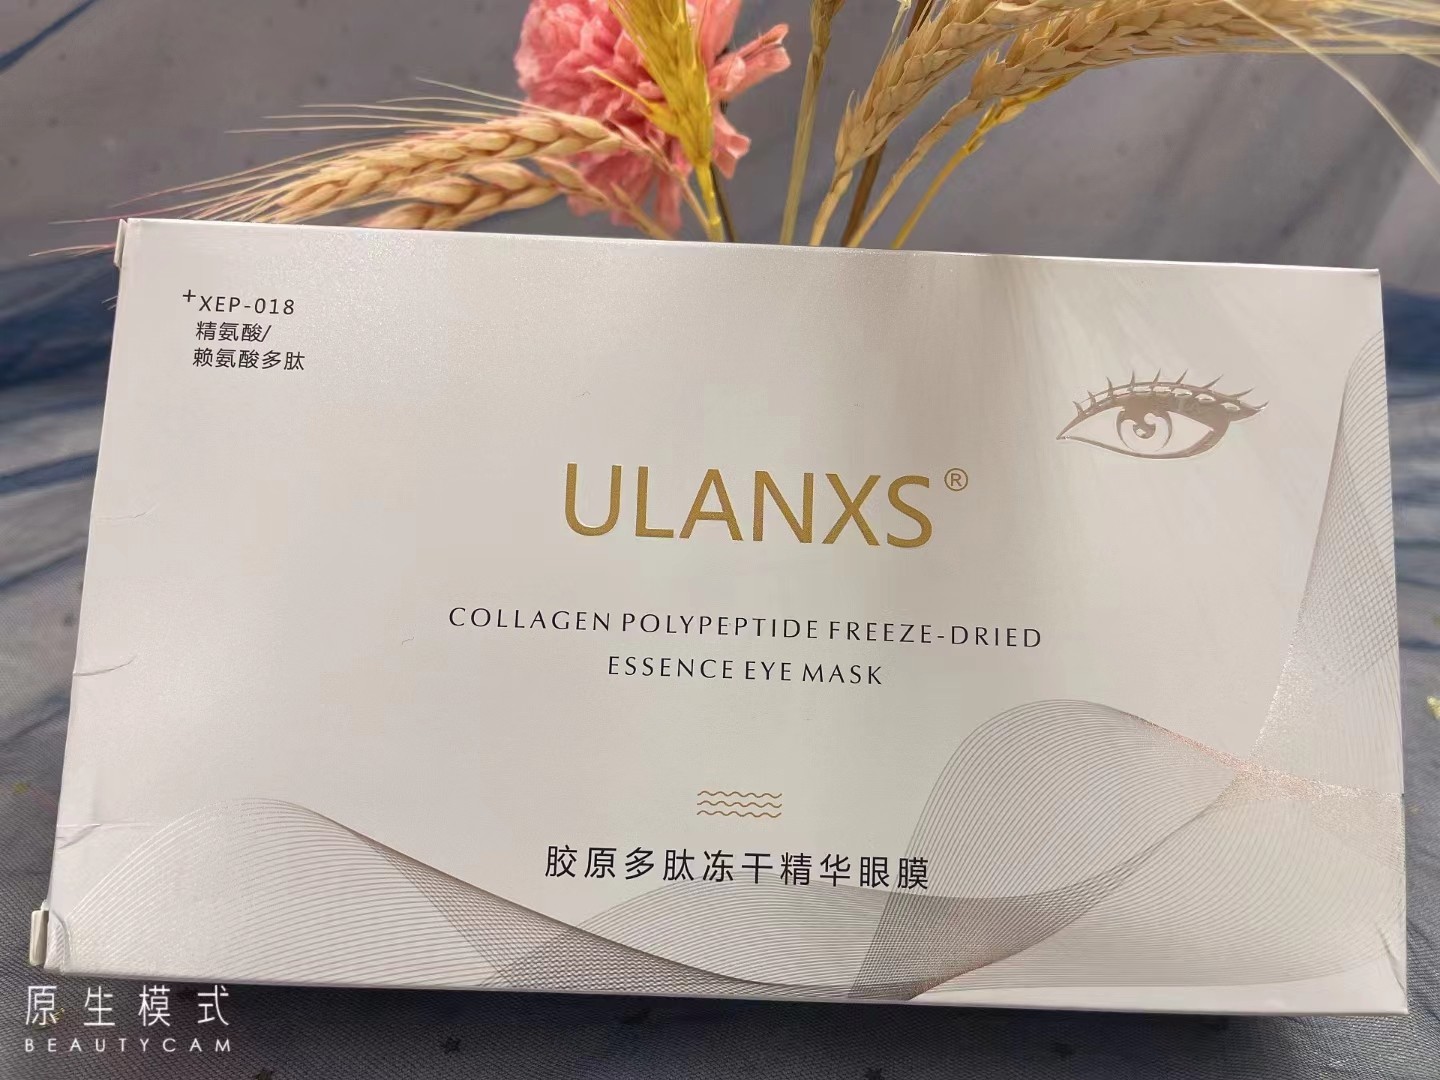 +XEP-018
精氨酸/
赖氨酸多肽
ULANXS®
COLLAGEN POLYPEPTIDE FREEZE-DRIED
ESSENCE EYE MASK
胶原多肽冻干精华眼膜
原生模式
BEAUTYCAM